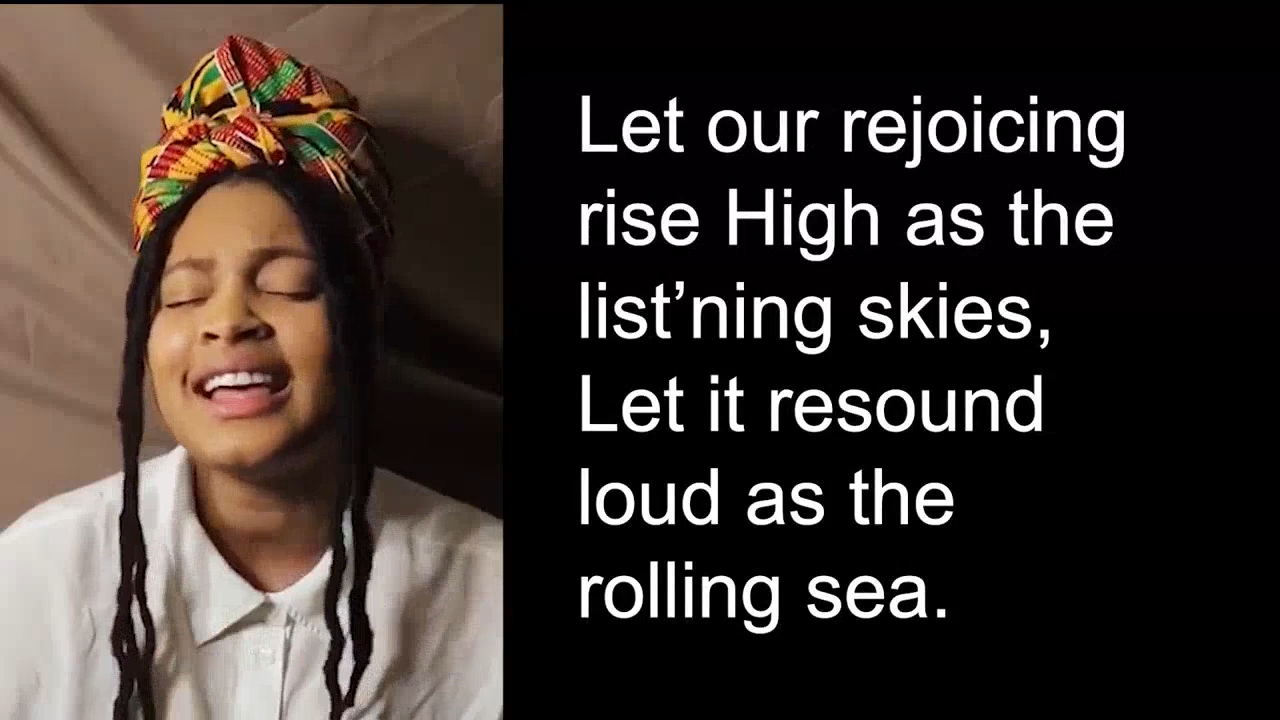 Let our rejoicing
rise High as the
list’ning skies,
Let it resound
loud as the
rolling sea.